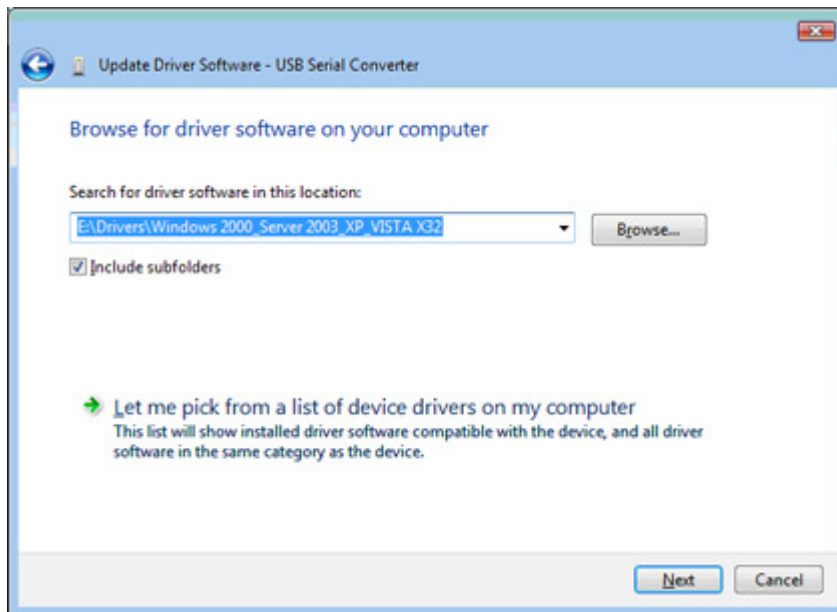 Update Driver Software - USB Serial Converter
Browse for driver software on your computer
Search for driver software in this location:
E:\Drivers\Windows 2000_Server 2003_XP_VISTA X32
Browse...
Include subfolders
Let me pick from a list of device drivers on my computer
This list will show installed driver software compatible with the device, and all driver
software in the same category as the device.
Next
Cancel